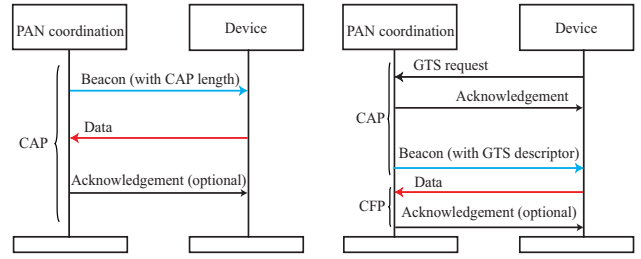 PAN coordination
Device
Beacon (with CAP length)
Data
CAP
Acknowledgement (optional)
PAN coordination
Device
GTS request
Acknowledgement
CAP
Beacon (with GTS descriptor)
Data
CFP
Acknowledgement (optional)